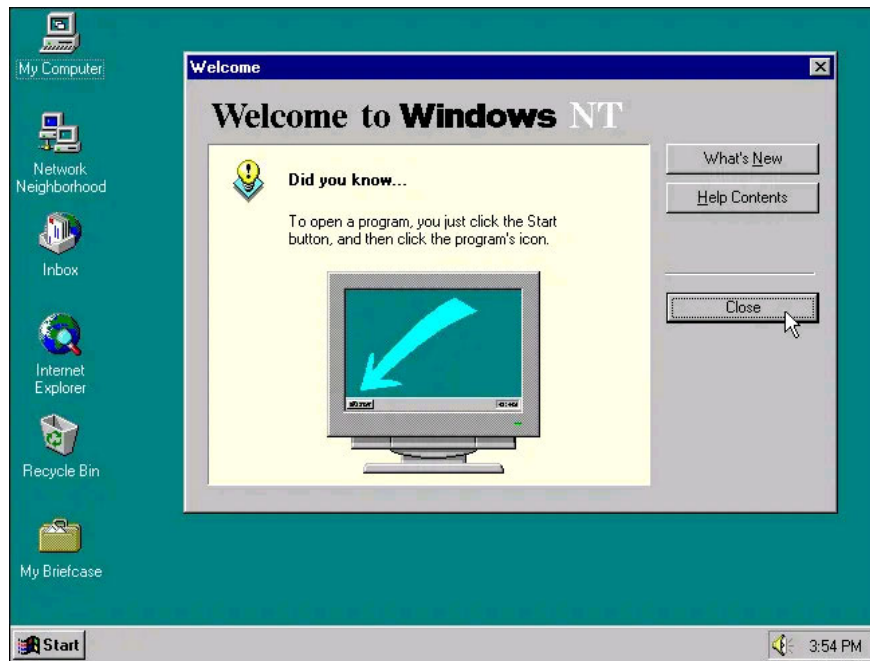 My Computer
Network
Neighborhood
Inbox
Internet
Explorer
Recycle Bin
My Briefcase
Welcome
Welcome to Windows NT
Did you know...
To open a program, you just click the Start
button, and then click the program's icon.
What's New
Help Contents
Close
Start
3:54 PM